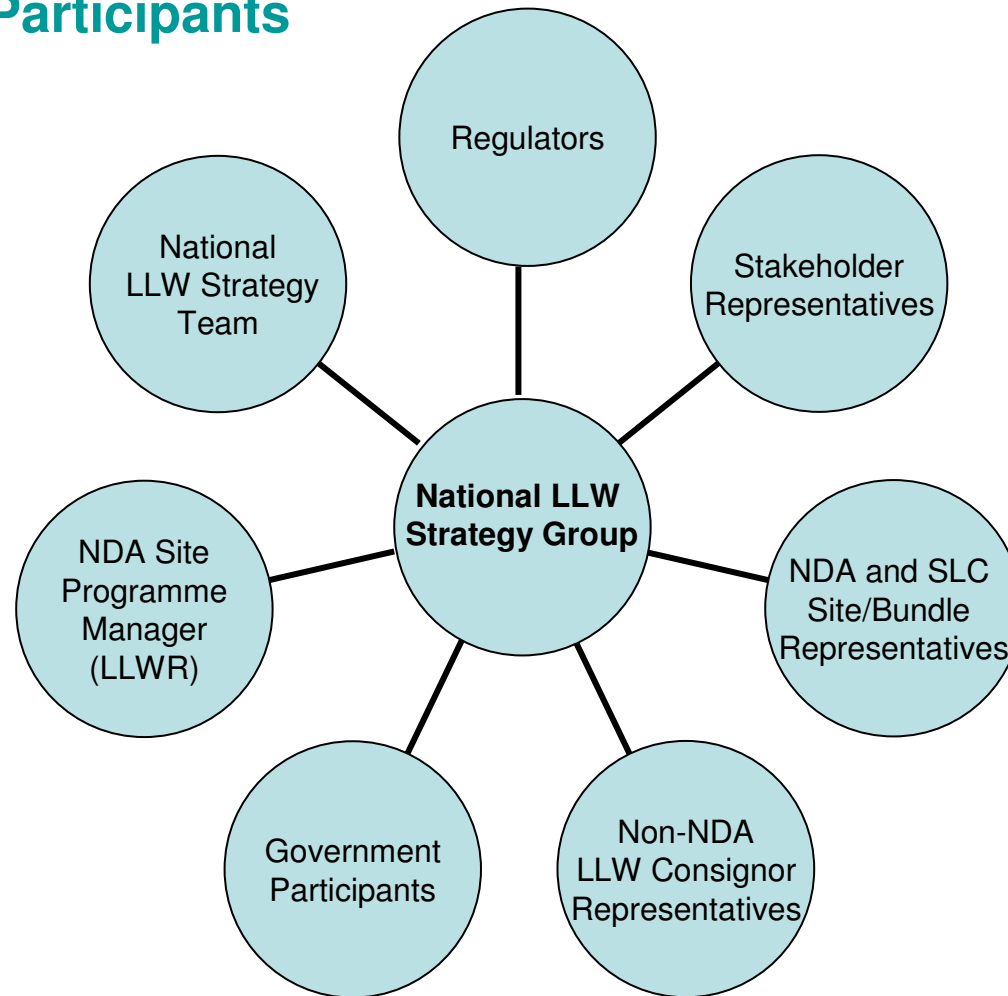 Participants
Regulators
National
LLW Strategy
Team
Stakeholder
Representatives
National LLW
Strategy Group
NDA Site
Programme
Manager
(LLWR)
NDA and SLC
Site/Bundle
Representatives
Government
Participants
Non-NDA
LLW Consignor
Representatives